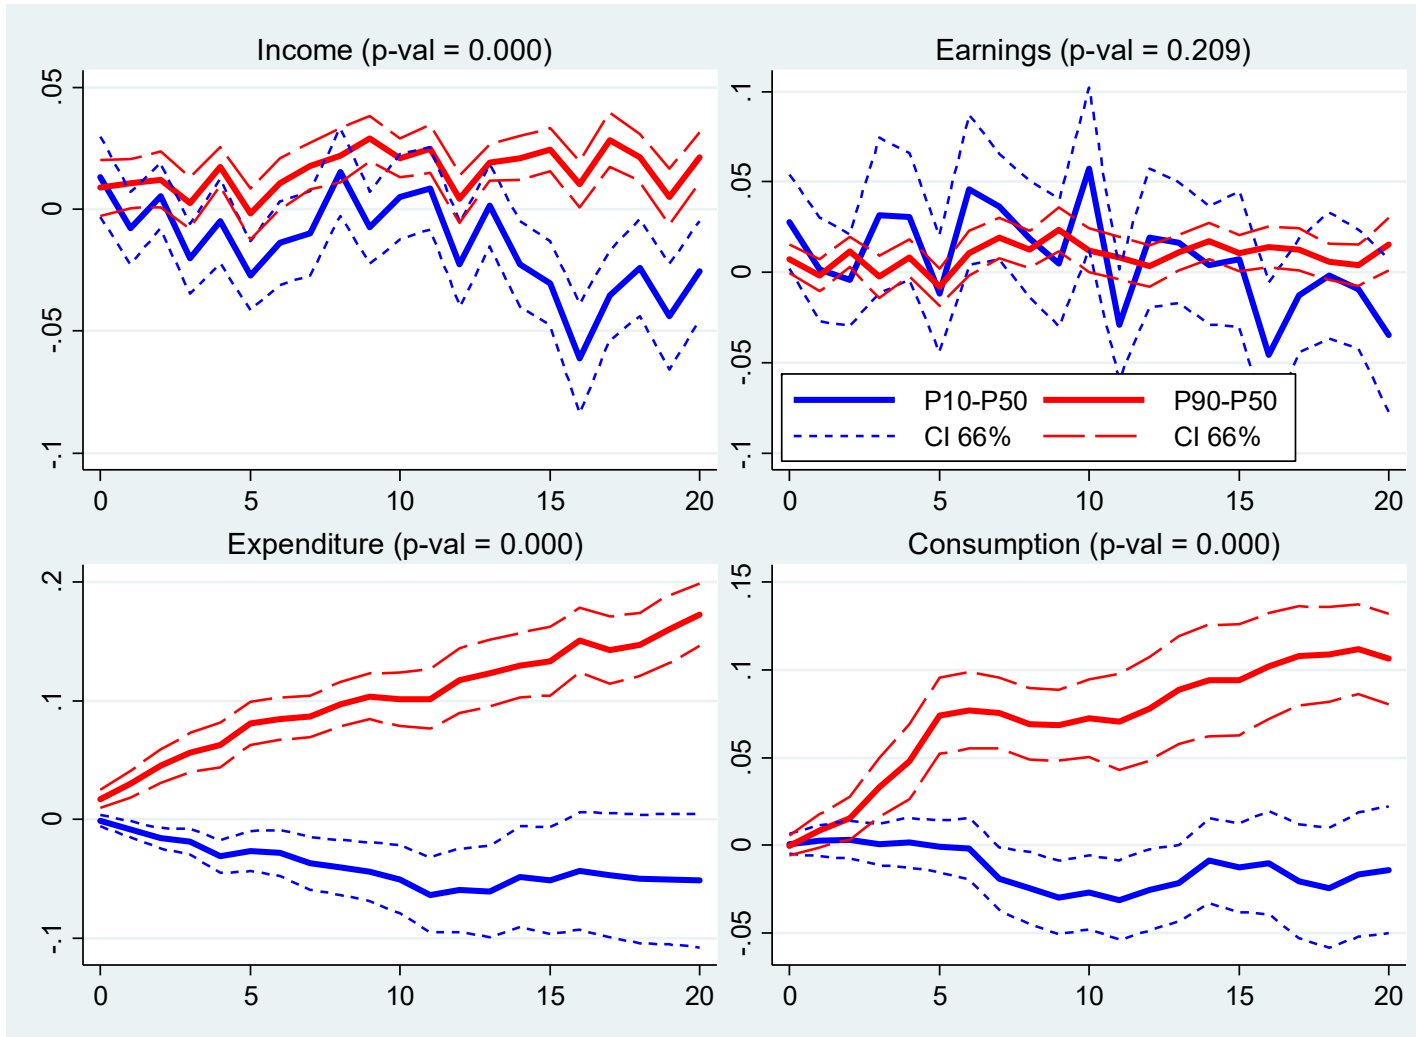 Income (p-val = 0.000)
.05
0
-.05
-.1
0 5 10 15 20
Earnings (p-val = 0.209)
.1
.05
0
-.05
-.1
P10-P50 P90-P50
CI 66% CI 66%
0 5 10 15 20
Expenditure (p-val = 0.000)
.2
.1
0
-.1
0 5 10 15 20
Consumption (p-val = 0.000)
.15
.1
.05
0
-.05
0 5 10 15 20